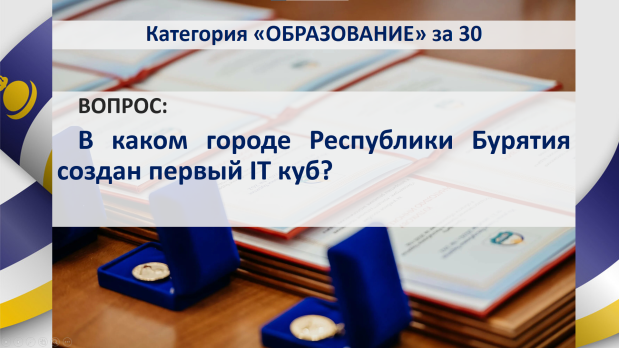 Категория «ОБРАЗОВАНИЕ» за 30
ВОПРОС:
В каком городе Республики Бурятия
создан первый IT куб?